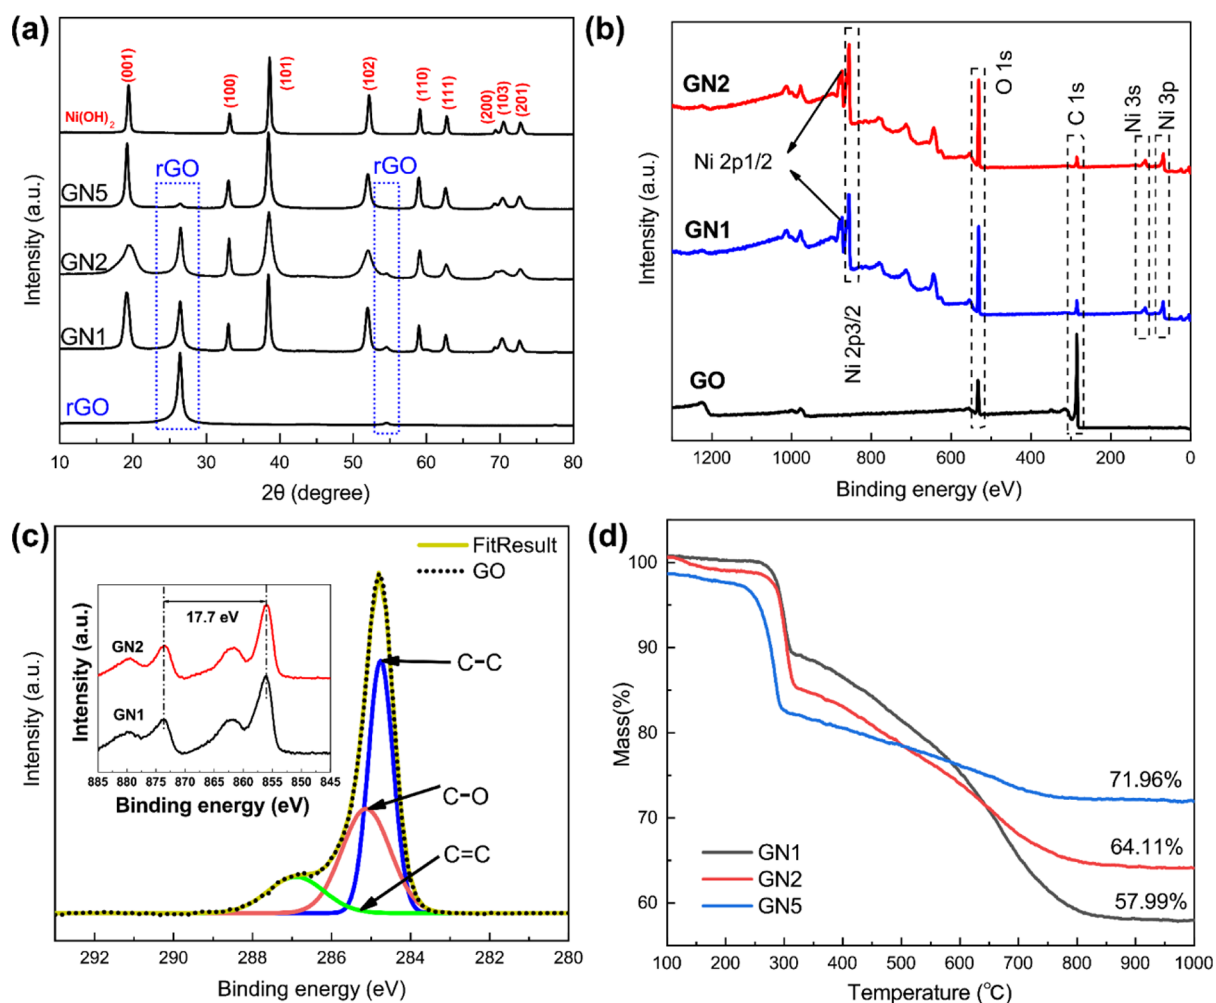 (a)
(001)
(100)
(101)
(102)
(110)
(111)
(200)
(103)
(201)
Ni(OH)2
rGO
rGO
GN5
GN2
GN1
rGO
Intensity (a.u.)
10 20 30 40 50 60 70 80
2θ (degree)
(b)
GN2
Ni 2p1/2
GN1
GO
Ni 2p3/2
O 1s
C 1s
Ni 3s
Ni 3p
Intensity (a.u.)
1200 1000 800 600 400 200 0
Binding energy (eV)
(c)
FitResult
GO
17.7 eV
GN2
GN1
Intensity (a.u.)
885 880 875 870 865 860 855 850 845
Binding energy (eV)
C-C
C-O
C=C
Intensity (a.u.)
292 290 288 286 284 282 280
Binding energy (eV)
(d)
100
90
80
70
60
Mass(%)
71.96%
64.11%
57.99%
GN1
GN2
GN5
100 200 300 400 500 600 700 800 900 1000
Temperature (°C)